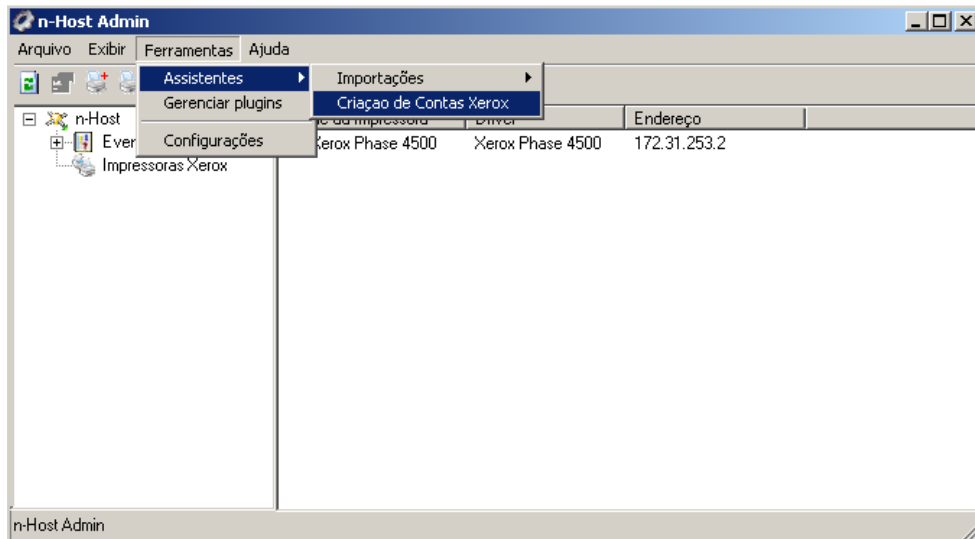 n-Host Admin
Arquivo Exibir Ferramentas Ajuda
Assistentes Importações
Gerenciar plugins Criaçao de Contas Xerox
Configurações
n-Host Endereço
Xerox Phase 4500 Xerox Phase 4500 172.31.253.2
Impressoras Xerox
n-Host Admin